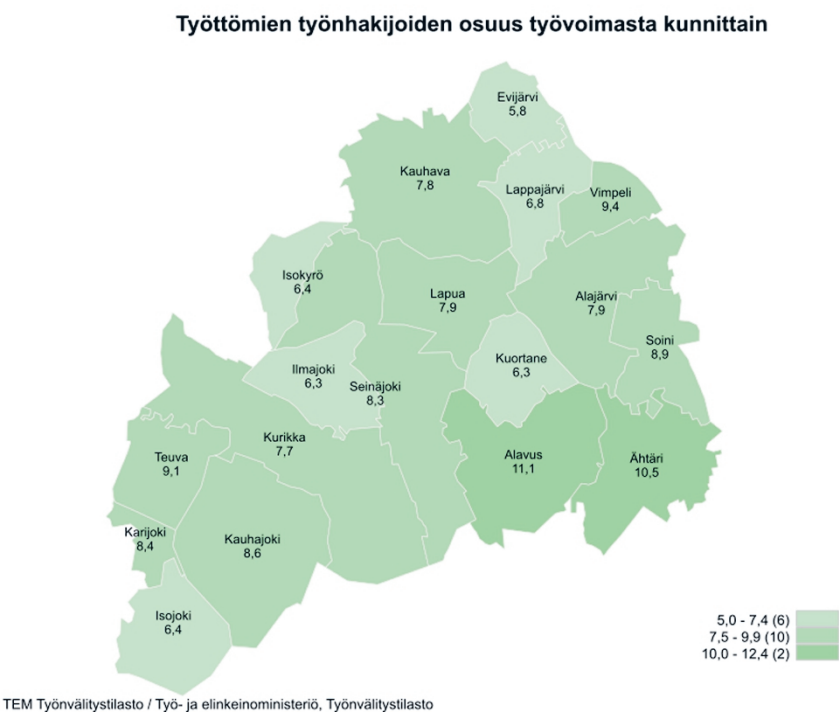 Työttömien työnhakijoiden osuus työvoimasta kunnittain
Evijärvi
5,8
Kauhava
7,8
Lappajärvi
6,8
Vimpeli
9,4
Isokyrö
6,4
Lapua
7,9
Alajärvi
7,9
Soini
8,9
Kuortane
6,3
Ilmajoki
6,3
Seinäjoki
8,3
Kurikka
7,7
Teuva
9,1
Alavus
11,1
Ähtäri
10,5
Karijoki
8,4
Kauhajoki
8,6
Isojoki
6,4
5,0 - 7,4 (6)
7,5 - 9,9 (10)
10,0 - 12,4 (2)
TEM Työnvälitystilasto / Työ- ja elinkeinoministeriö, Työnvälitystilasto